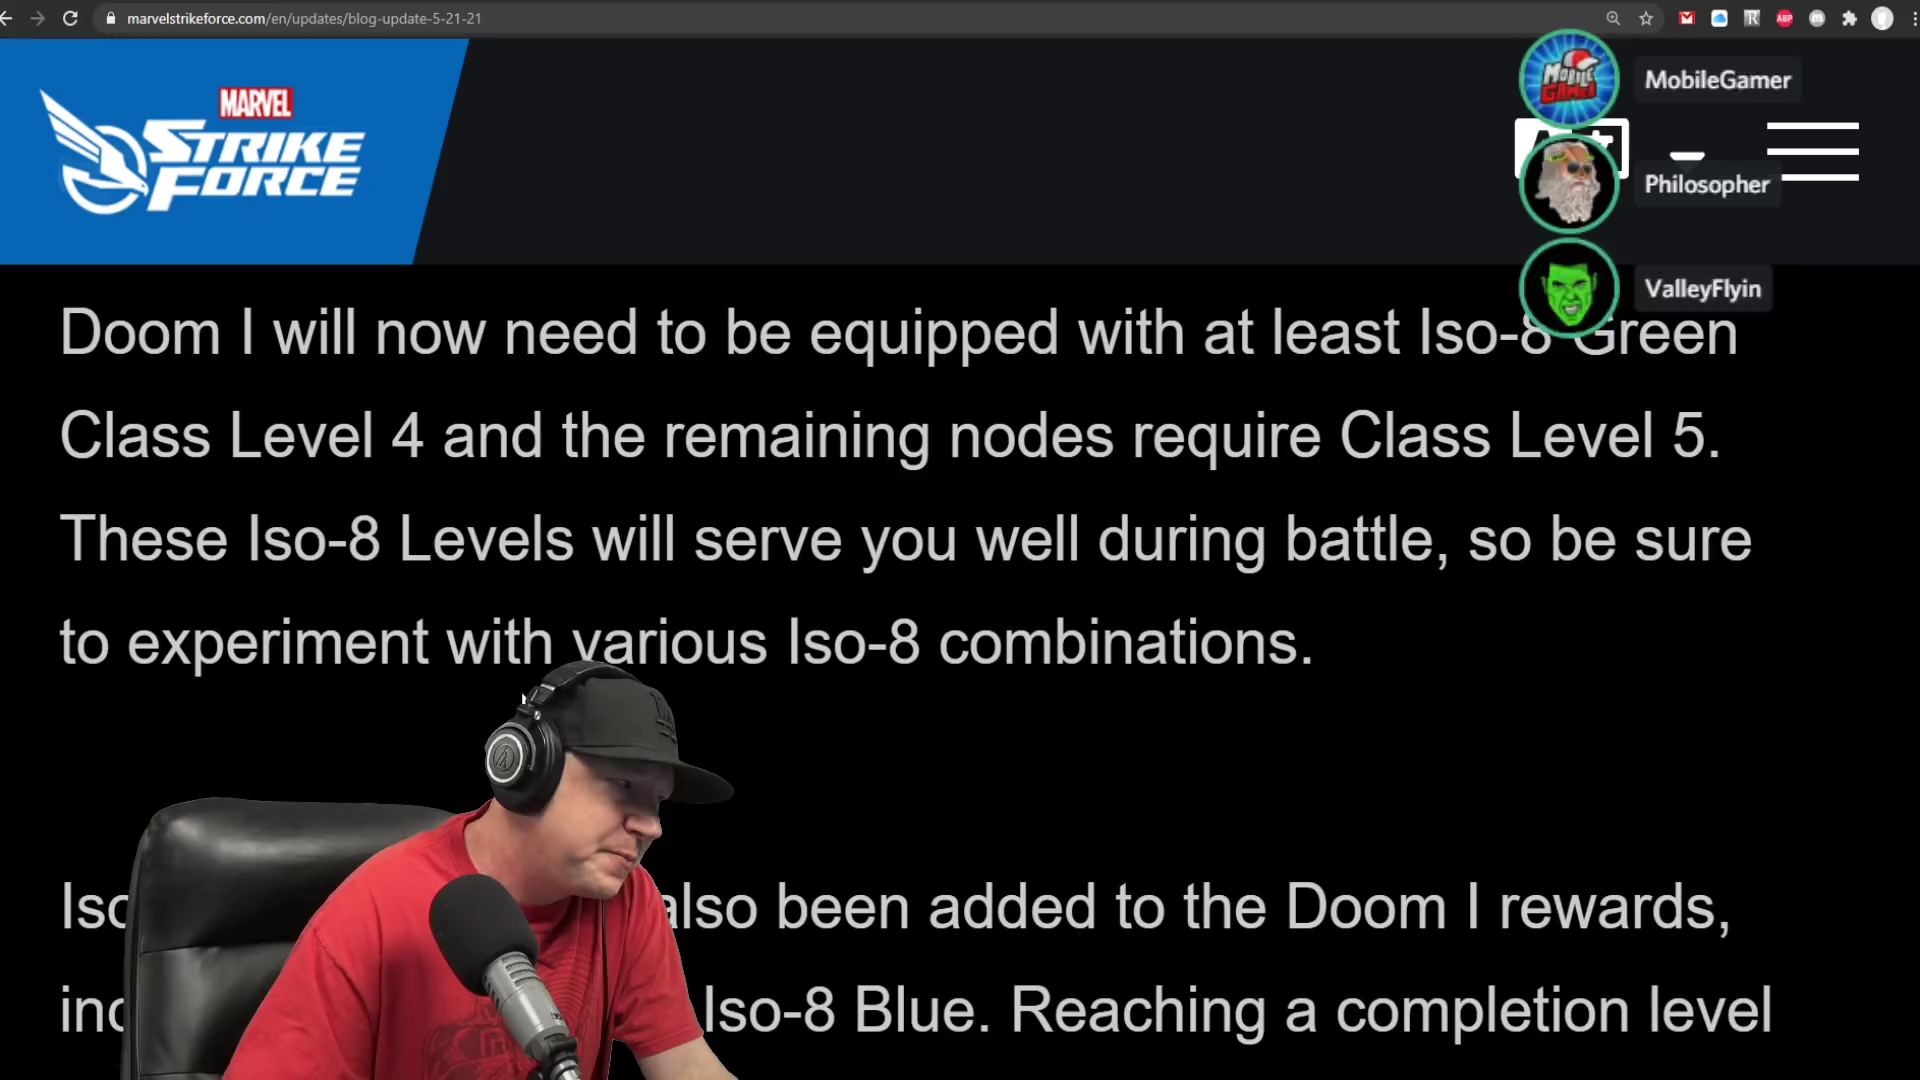 marvelstrikeforce.com/en/updates/blog-update-5-21-21
MARVEL
STRIKE
FORCE
MOBILE
GAMER
MobileGamer
Philosopher
ValleyFlyin
Doom I will now need to be equipped with at least Iso-8 Green
Class Level 4 and the remaining nodes require Class Level 5.
These Iso-8 Levels will serve you well during battle, so be sure
to experiment with various Iso-8 combinations.
also been added to the Doom I rewards,
Iso-8 Blue. Reaching a completion level
ABP